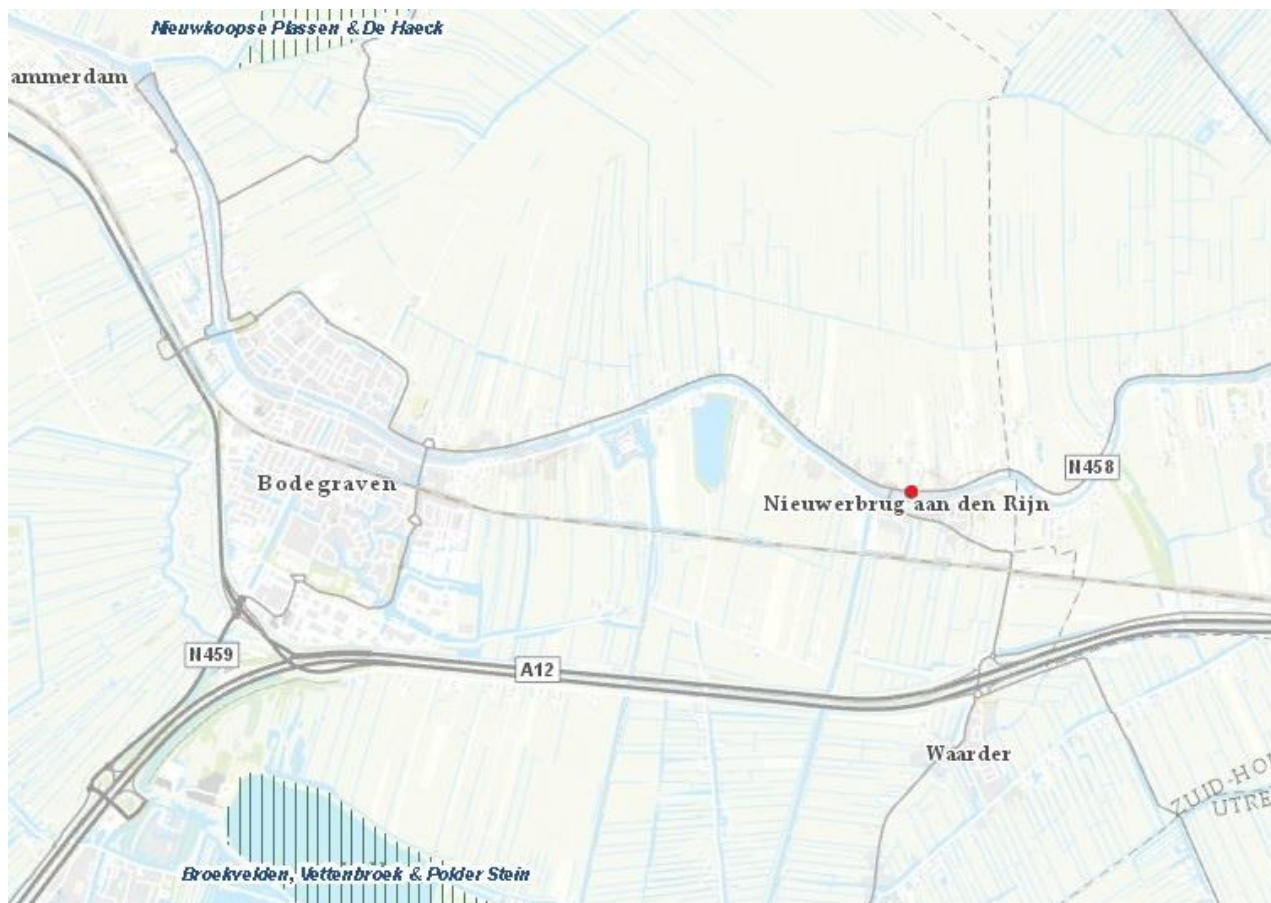 Nieuwkoopse Plassen & De Haeck
ammerdam
N458
Bodegraven
Nieuwerbrug aan den Rijn
N459
A12
Waarder
ZUID-HO
UTRE
Broekvelden, Vettenbroek & Polder Stein